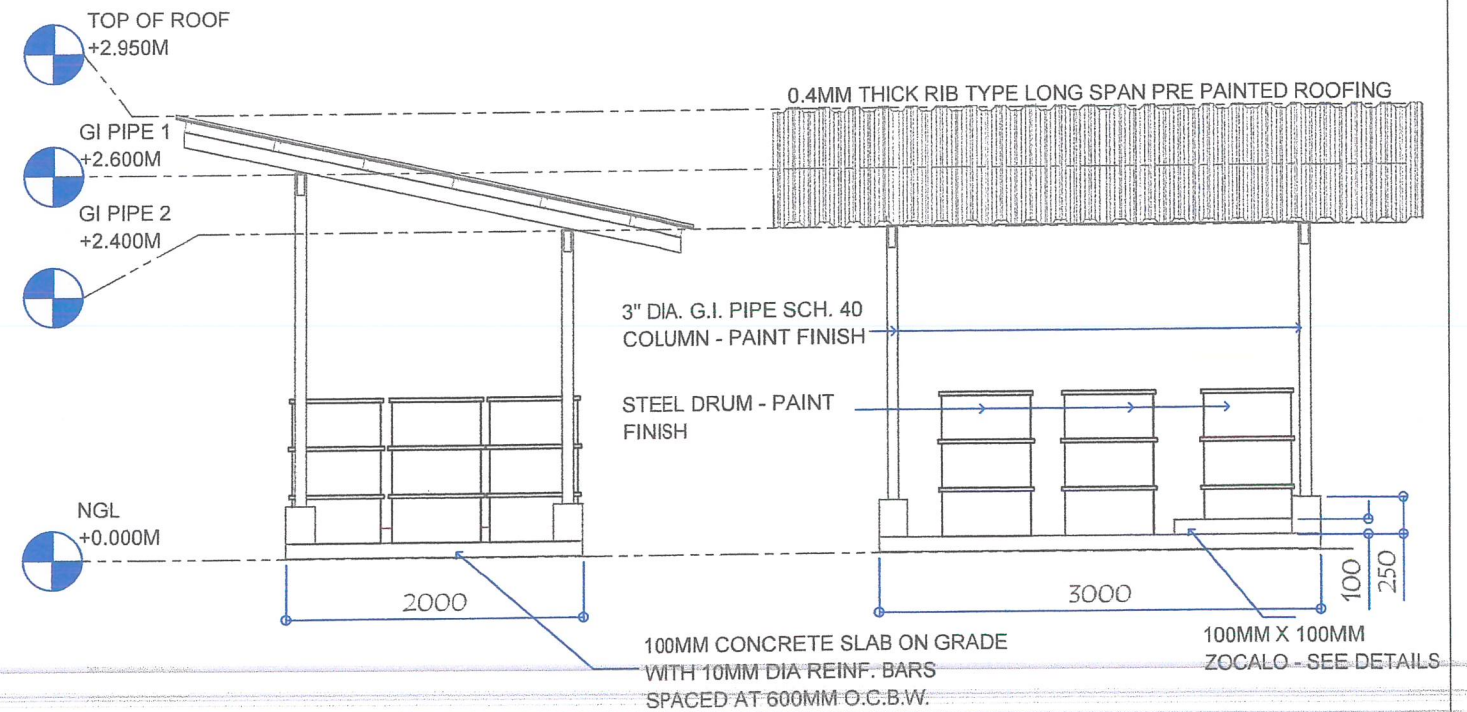 TOP OF ROOF
+2.950M
0.4MM THICK RIB TYPE LONG SPAN PRE PAINTED ROOFING
GI PIPE 1
+2.600M
GI PIPE 2
+2.400M
3" DIA. G.I. PIPE SCH. 40
COLUMN - PAINT FINISH
STEEL DRUM - PAINT
FINISH
NGL
+0.000M
2000
3000
100
250
100MM CONCRETE SLAB ON GRADE
WITH 10MM DIA REINF. BARS
SPACED AT 600MM O.C.B.W.
100MM X 100MM
ZOCALO - SEE DETAILS